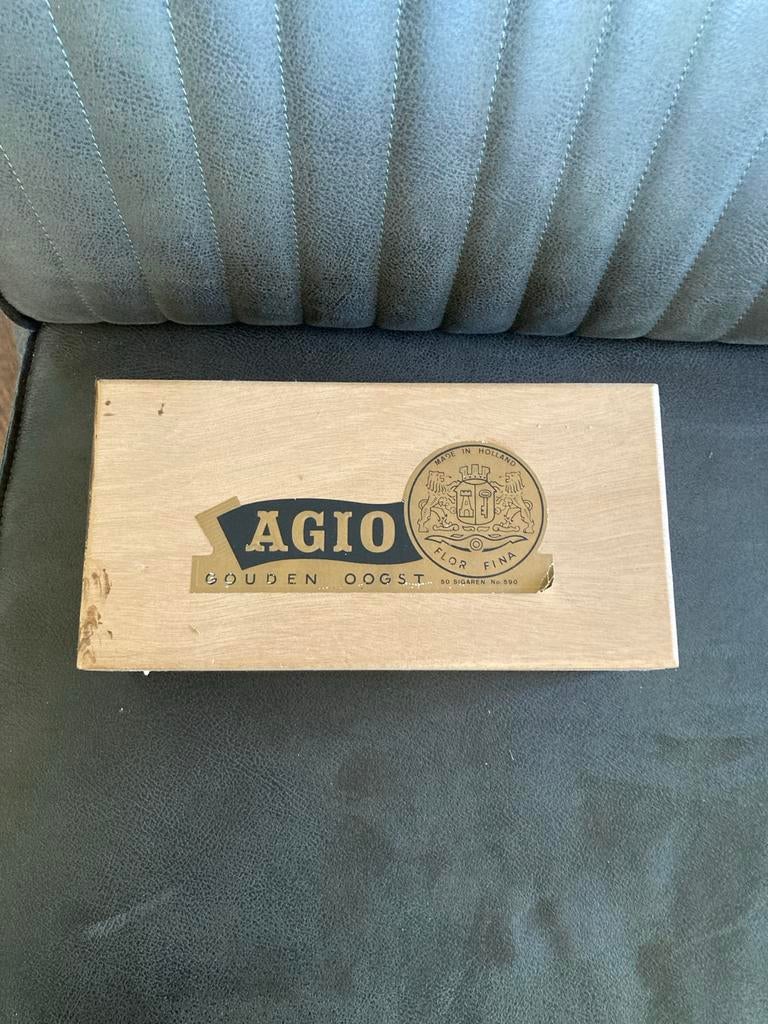 MADE IN HOLLAND
AGIO
FLOR FINA
GOUDEN OOGST
50 SIGAREN No. 590